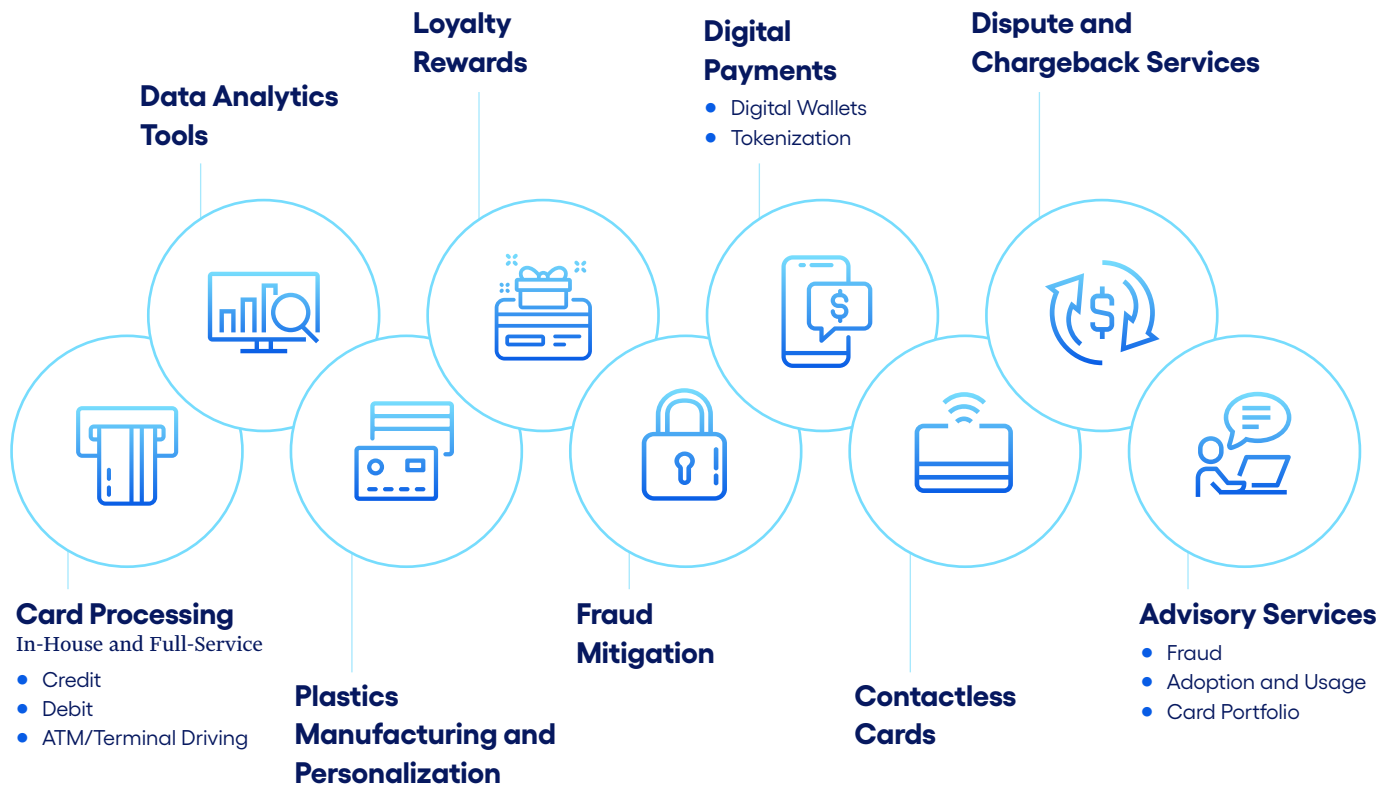 Loyalty
Rewards
Digital
Payments
• Digital Wallets
• Tokenization
Dispute and
Chargeback Services
Data Analytics
Tools
$
$
Card Processing
In-House and Full-Service
• Credit
• Debit
• ATM/Terminal Driving
Plastics
Manufacturing and
Personalization
Fraud
Mitigation
Contactless
Cards
Advisory Services
• Fraud
• Adoption and Usage
• Card Portfolio